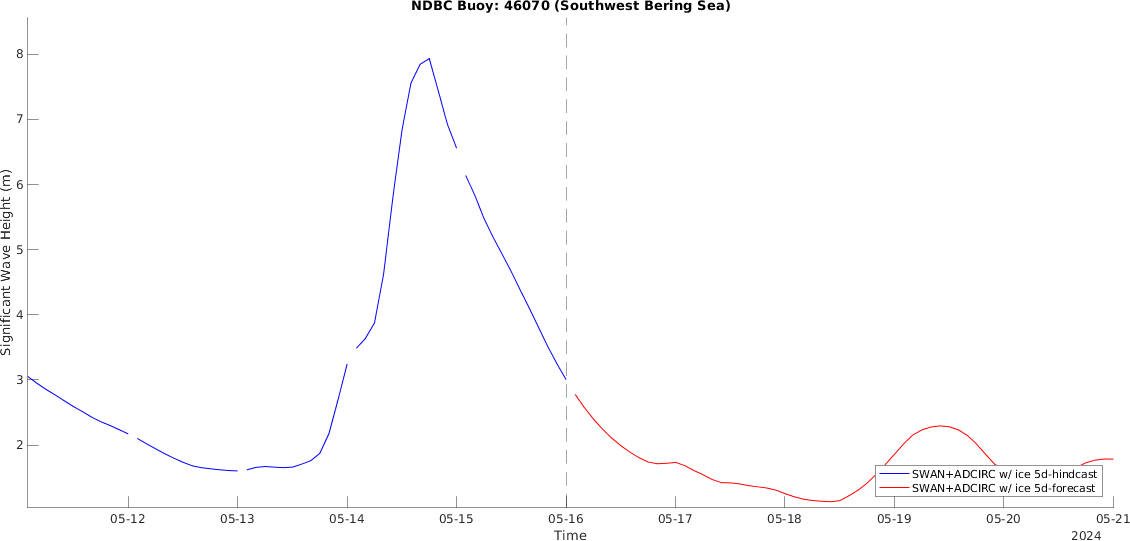 NDBC Buoy: 46070 (Southwest Bering Sea)
8
7
6
5
4
3
2
Significant Wave Height (m)
SWAN+ADCIRC w/ ice 5d-hindcast
SWAN+ADCIRC w/ ice 5d-forecast
05-12 05-13 05-14 05-15 05-16 05-17 05-18 05-19 05-20 05-21
Time
2024